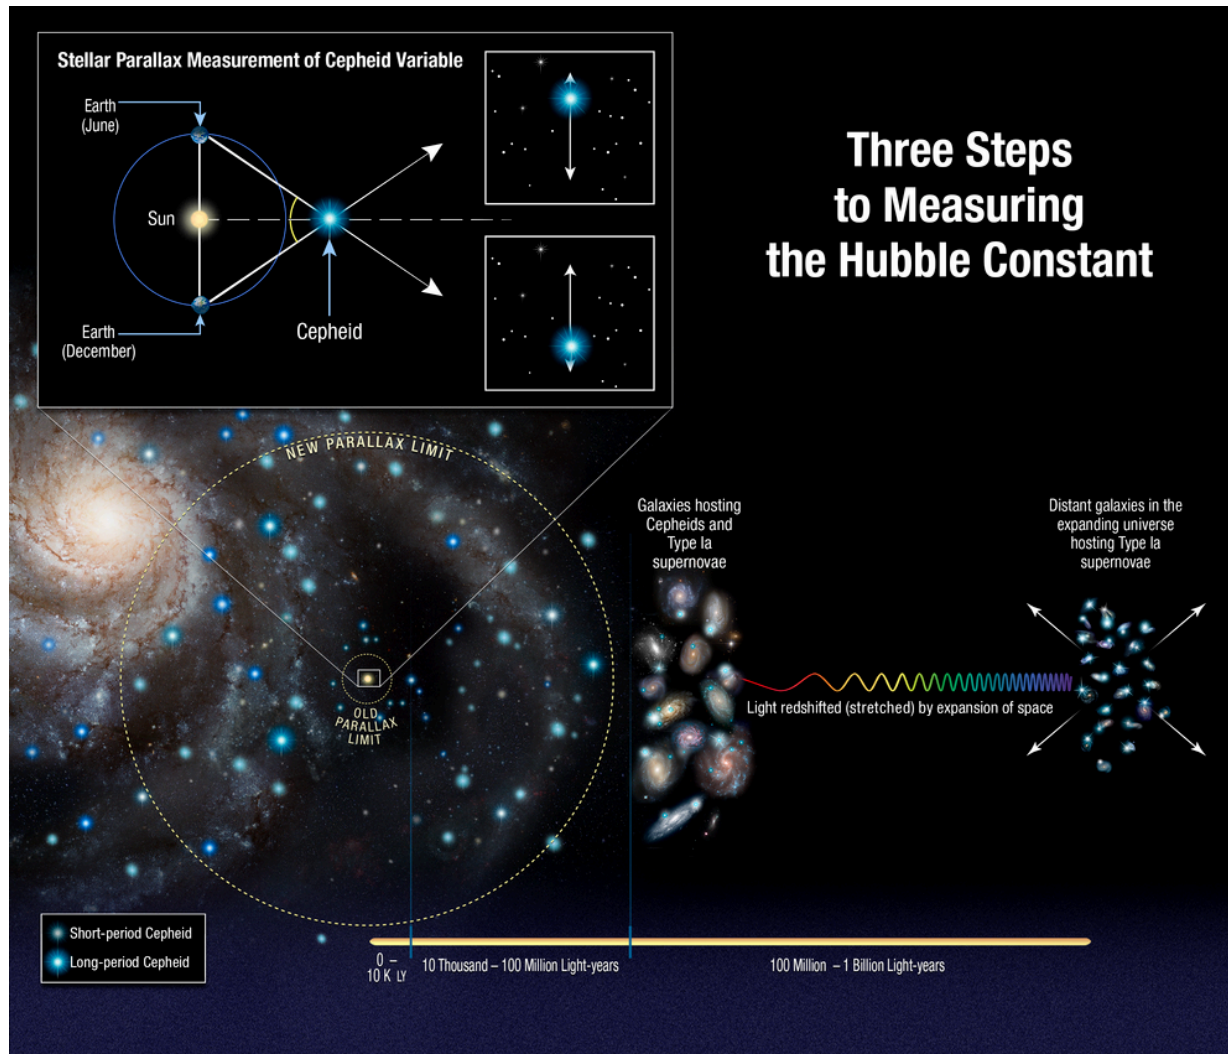 Stellar Parallax Measurement of Cepheid Variable
Earth
(June)
Sun
Earth
(December)
Cepheid
Three Steps
to Measuring
the Hubble Constant
NEW PARALLAX LIMIT
OLD
PARALLAX
LIMIT
Galaxies hosting
Cepheids and
Type Ia
supernovae
Light redshifted (stretched) by expansion of space
Distant galaxies in the
expanding universe
hosting Type Ia
supernovae
Short-period Cepheid
Long-period Cepheid
0 –
10 K LY
10 Thousand – 100 Million Light-years
100 Million – 1 Billion Light-years